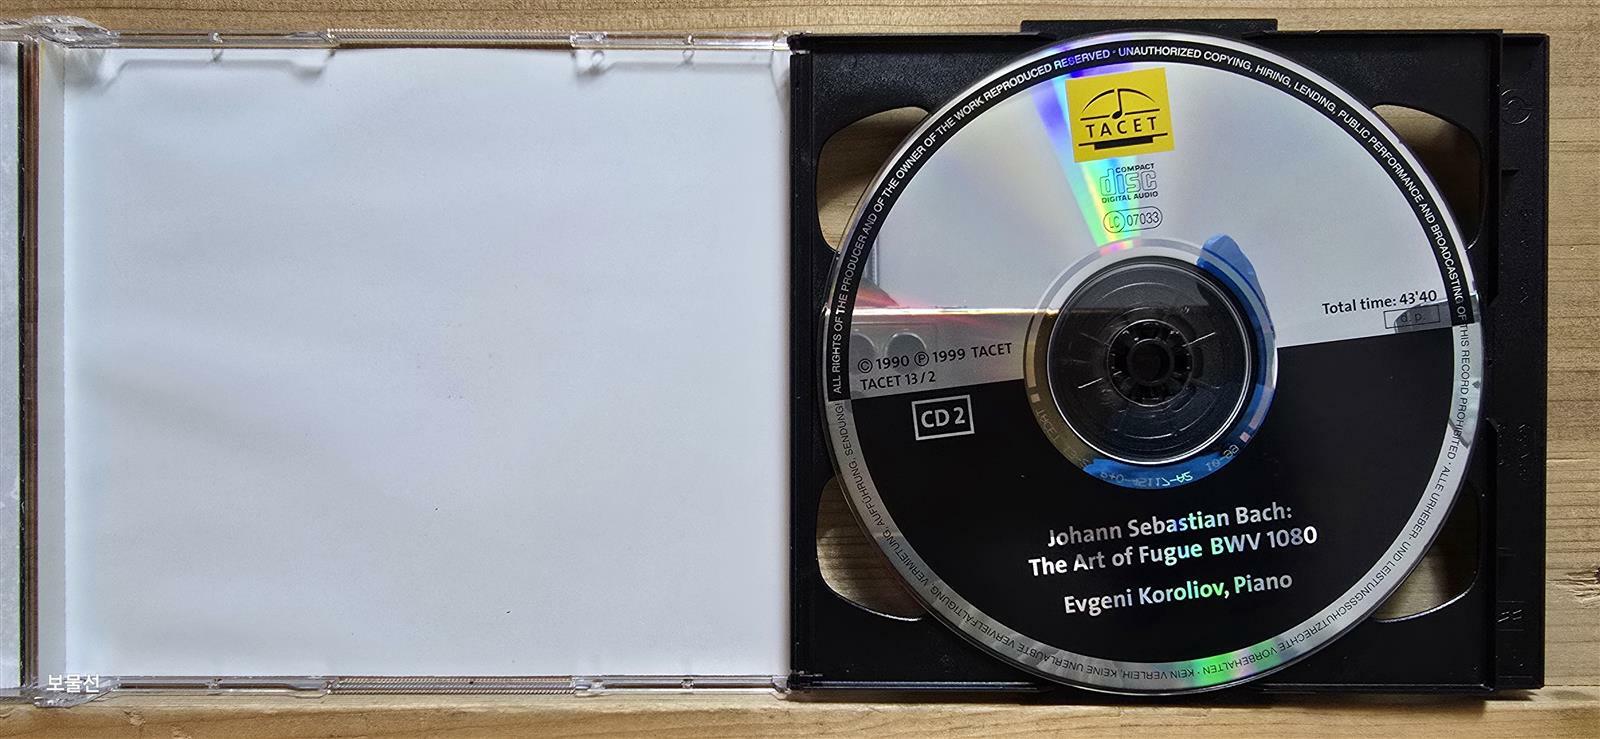 ALL RIGHTS OF THE PRODUCER AND OF THE OWNER OF THE WORK REPRODUCED RESERVED · UNAUTHORIZED COPYING, HIRING, LENDING, PUBLIC PERFORMANCE AND BROADCASTING OF THIS RECORD PROHIBITED · ALLE URHEBER- UND LEISTUNGSSCHUTZRECHTE VORBEHALTEN · KEIN VERLEIH, KEINE UNERLAUBTE VERVIELFÄLTIGUNG, VERMIETUNG, AUFFÜHRUNG, SENDUNG!
TACET
COMPACT
disc
DIGITAL AUDIO
LC 07033
Total time: 43'40
d.p.
© 1990 ℗ 1999 TACET
TACET 13/2
CD 2
Johann Sebastian Bach:
The Art of Fugue BWV 1080
Evgeni Koroliov, Piano
보물선